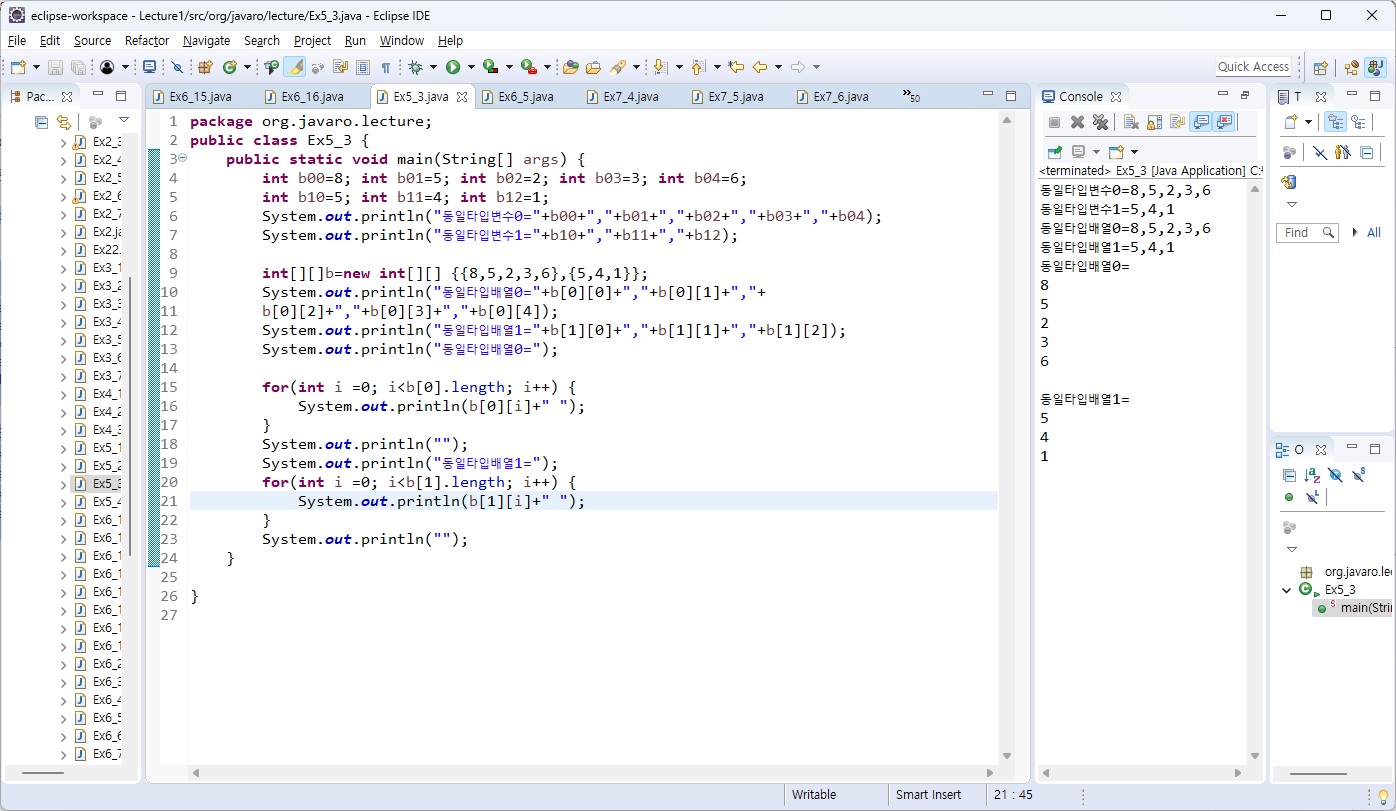 eclipse-workspace - Lecture1/src/org/javaro/lecture/Ex5_3.java - Eclipse IDE
File Edit Source Refactor Navigate Search Project Run Window Help
Quick Access
Pac...
Ex2_3
Ex2_4
Ex2_5
Ex2_6
Ex2_7
Ex2.ja
Ex22.
Ex3_1
Ex3_2
Ex3_3
Ex3_4
Ex3_5
Ex3_6
Ex3_7
Ex4_1
Ex4_2
Ex4_3
Ex5_1
Ex5_2
Ex5_3
Ex5_4
Ex6_1
Ex6_1
Ex6_1
Ex6_1
Ex6_1
Ex6_1
Ex6_1
Ex6_1
Ex6_2
Ex6_3
Ex6_4
Ex6_5
Ex6_6
Ex6_7
Ex6_15.java Ex6_16.java Ex5_3.java Ex6_5.java Ex7_4.java Ex7_5.java Ex7_6.java »50
1 package org.javaro.lecture;
2 public class Ex5_3 {
3 public static void main(String[] args) {
4 int b00=8; int b01=5; int b02=2; int b03=3; int b04=6;
5 int b10=5; int b11=4; int b12=1;
6 System.out.println("동일타입변수0="+b00+","+b01+","+b02+","+b03+","+b04);
7 System.out.println("동일타입변수1="+b10+","+b11+","+b12);
8
9 int[][]b=new int[][] {{8,5,2,3,6},{5,4,1}};
10 System.out.println("동일타입배열0="+b[0][0]+","+b[0][1]+","+
11 b[0][2]+","+b[0][3]+","+b[0][4]);
12 System.out.println("동일타입배열1="+b[1][0]+","+b[1][1]+","+b[1][2]);
13 System.out.println("동일타입배열0=");
14
15 for(int i =0; i<b[0].length; i++) {
16 System.out.println(b[0][i]+" ");
17 }
18 System.out.println("");
19 System.out.println("동일타입배열1=");
20 for(int i =0; i<b[1].length; i++) {
21 System.out.println(b[1][i]+" ");
22 }
23 System.out.println("");
24 }
25
26 }
27
Console
<terminated> Ex5_3 [Java Application] C:
동일타입변수0=8,5,2,3,6
동일타입변수1=5,4,1
동일타입배열0=8,5,2,3,6
동일타입배열1=5,4,1
동일타입배열0=
8
5
2
3
6
동일타입배열1=
5
4
1
T
Find All
O
org.javaro.le
Ex5_3
main(Stri
Writable Smart Insert 21 : 45